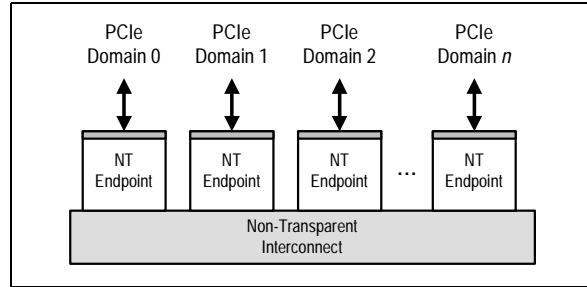 PCIe
Domain 0
PCIe
Domain 1
PCIe
Domain 2
PCIe
Domain n
NT
Endpoint
NT
Endpoint
NT
Endpoint
...
NT
Endpoint
Non-Transparent
Interconnect